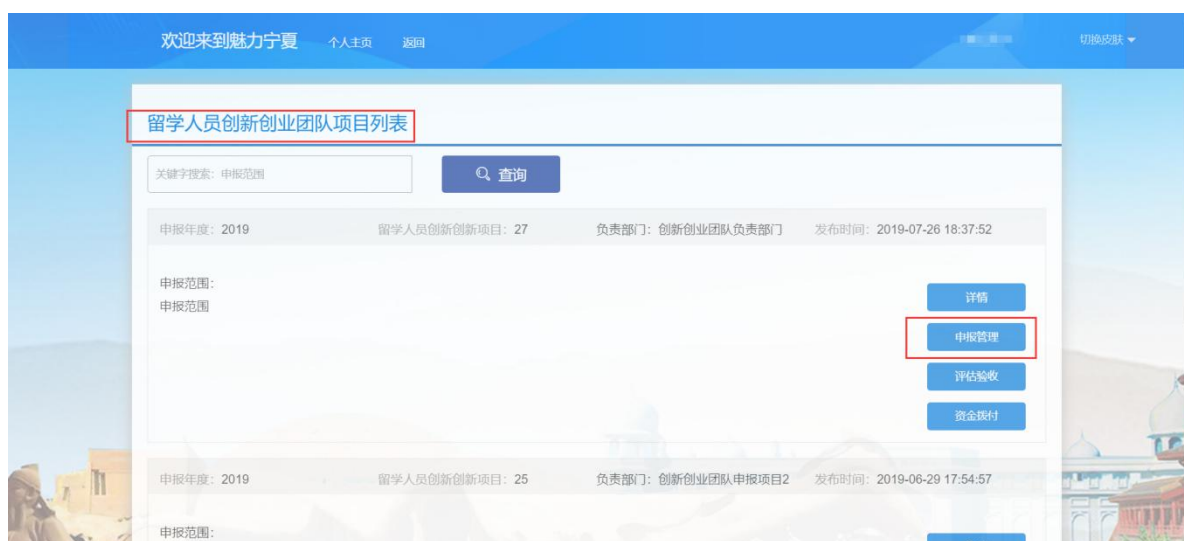 欢迎来到魅力宁夏 个人主页 返回 切换皮肤
留学人员创新创业团队项目列表
关键字搜索：申报范围 查询
申报年度：2019 留学人员创新创新项目：27 负责部门：创新创业团队负责部门 发布时间：2019-07-26 18:37:52
申报范围：
详情
申报范围
申报管理
评估验收
资金拨付
申报年度：2019 留学人员创新创新项目：25 负责部门：创新创业团队申报项目2 发布时间：2019-06-29 17:54:57
申报范围：